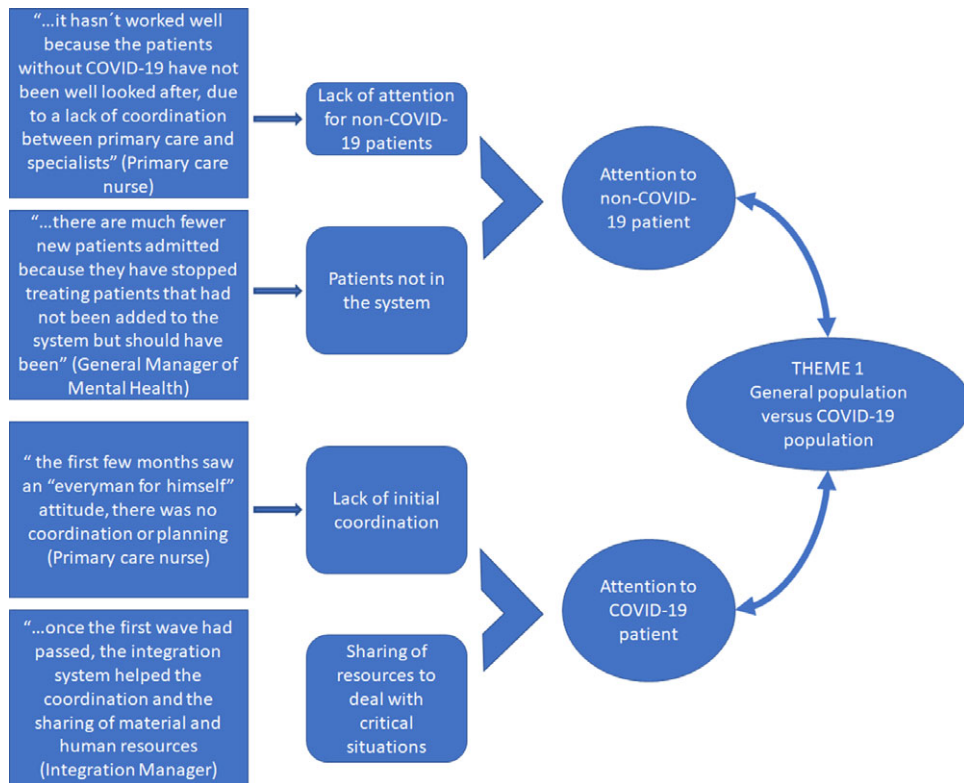 “…it hasn´t worked well
because the patients
without COVID-19 have not
been well looked after, due
to a lack of coordination
between primary care and
specialists” (Primary care
nurse)
Lack of attention
for non-COVID-
19 patients
“…there are much fewer
new patients admitted
because they have stopped
treating patients that had
not been added to the
system but should have
been” (General Manager of
Mental Health)
Patients not in
the system
Attention to
non-COVID-
19 patient
THEME 1
General population
versus COVID-19
population
“ the first few months saw
an “everyman for himself”
attitude, there was no
coordination or planning
(Primary care nurse)
Lack of initial
coordination
“…once the first wave had
passed, the integration
system helped the
coordination and the
sharing of material and
human resources
(Integration Manager)
Sharing of
resources to
deal with
critical
situations
Attention to
COVID-19
patient